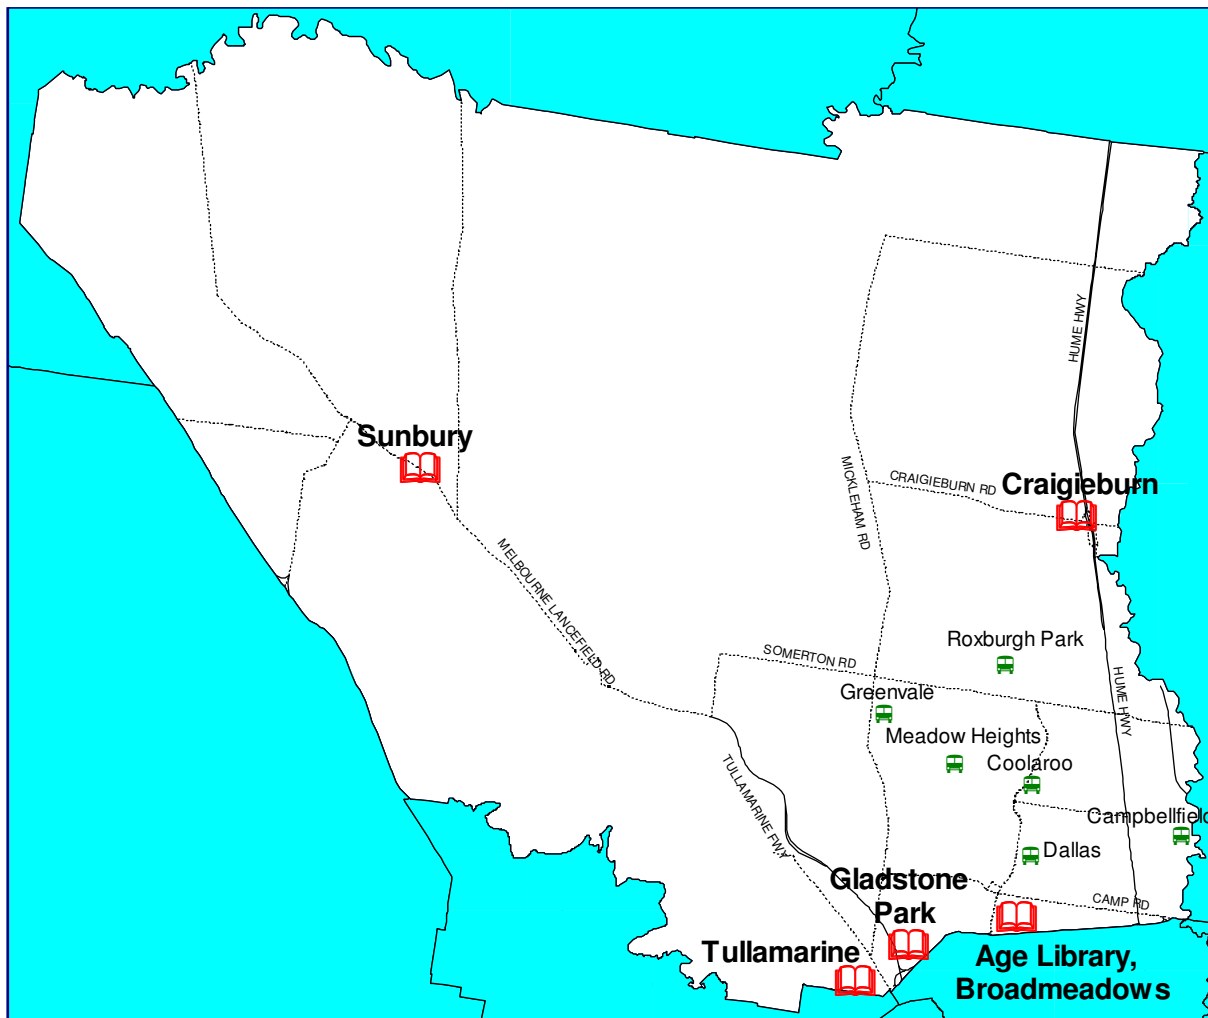 HUME HWY
Sunbury
MICKLEHAM RD
CRAIGIEBURN RD
Craigieburn
MELBOURNE LANCEFIELD RD
Roxburgh Park
SOMERTON RD
Greenvale
HUME HWY
Meadow Heights
Coolaroo
TULLAMARINE FWY
Campbellfield
Dallas
Gladstone
Park
CAMP RD
Tullamarine
Age Library,
Broadmeadows